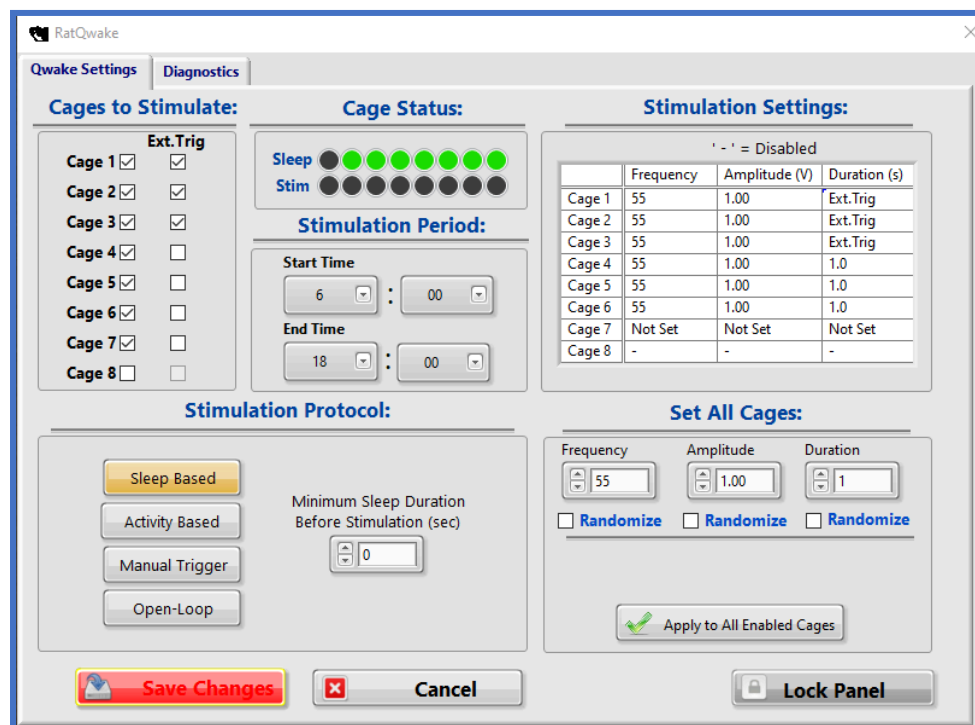 RatQwake
Qwake Settings
Diagnostics
Cages to Stimulate:
Ext.Trig
Cage 1
Cage 2
Cage 3
Cage 4
Cage 5
Cage 6
Cage 7
Cage 8
Cage Status:
Sleep
Stim
Stimulation Period:
Start Time
6 : 00
End Time
18 : 00
Stimulation Settings:
' - ' = Disabled
Frequency Amplitude (V) Duration (s)
Cage 1 55 1.00 Ext.Trig
Cage 2 55 1.00 Ext.Trig
Cage 3 55 1.00 Ext.Trig
Cage 4 55 1.00 1.0
Cage 5 55 1.00 1.0
Cage 6 55 1.00 1.0
Cage 7 Not Set Not Set Not Set
Cage 8 - - -
Stimulation Protocol:
Sleep Based
Activity Based
Manual Trigger
Open-Loop
Minimum Sleep Duration
Before Stimulation (sec)
0
Set All Cages:
Frequency Amplitude Duration
55 1.00 1
Randomize Randomize Randomize
Apply to All Enabled Cages
Save Changes
Cancel
Lock Panel